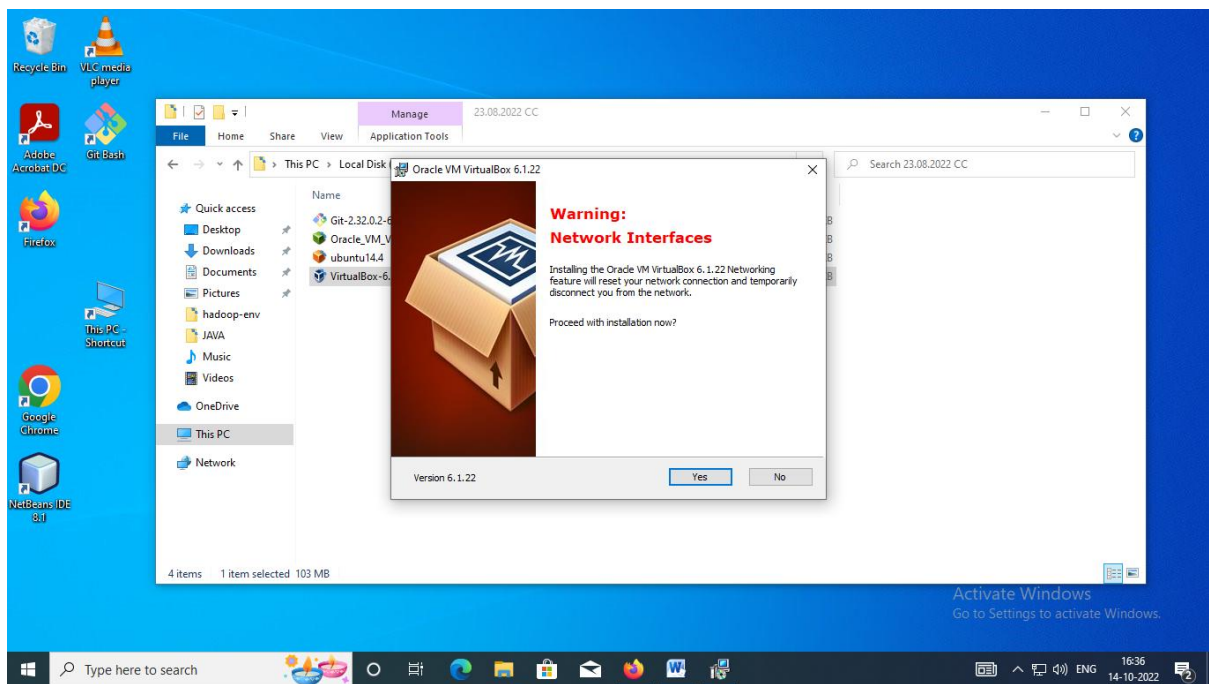 Recycle Bin
VLC media
player
Adobe
Acrobat DC
Git Bash
Firefox
This PC -
Shortcut
Google
Chrome
NetBeans IDE
8.1
Manage
23.08.2022 CC
File
Home
Share
View
Application Tools
This PC > Local Disk
Search 23.08.2022 CC
Quick access
Desktop
Downloads
Documents
Pictures
hadoop-env
JAVA
Music
Videos
OneDrive
This PC
Network
Name
Git-2.32.0.2-6
Oracle_VM_V
ubuntu14.4
VirtualBox-6.
B
B
B
B
Oracle VM VirtualBox 6.1.22
Warning:
Network Interfaces
Installing the Oracle VM VirtualBox 6.1.22 Networking
feature will reset your network connection and temporarily
disconnect you from the network.
Proceed with installation now?
Version 6.1.22
Yes
No
4 items
1 item selected 103 MB
Activate Windows
Go to Settings to activate Windows.
Type here to search
ENG
16:36
14-10-2022
2